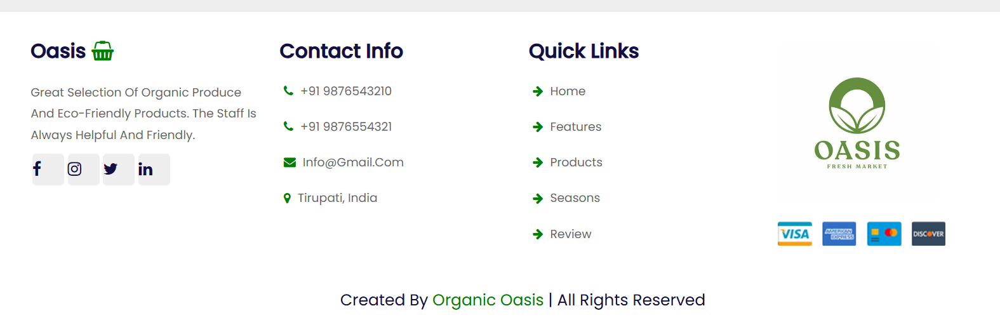 Oasis
Great Selection Of Organic Produce
And Eco-Friendly Products. The Staff Is
Always Helpful And Friendly.
Contact Info
+91 9876543210
+91 9876554321
Info@Gmail.Com
Tirupati, India
Quick Links
Home
Features
Products
Seasons
Review
OASIS
FRESH MARKET
VISA
AMERICAN
EXPRESS
DISCOVER
Created By Organic Oasis | All Rights Reserved